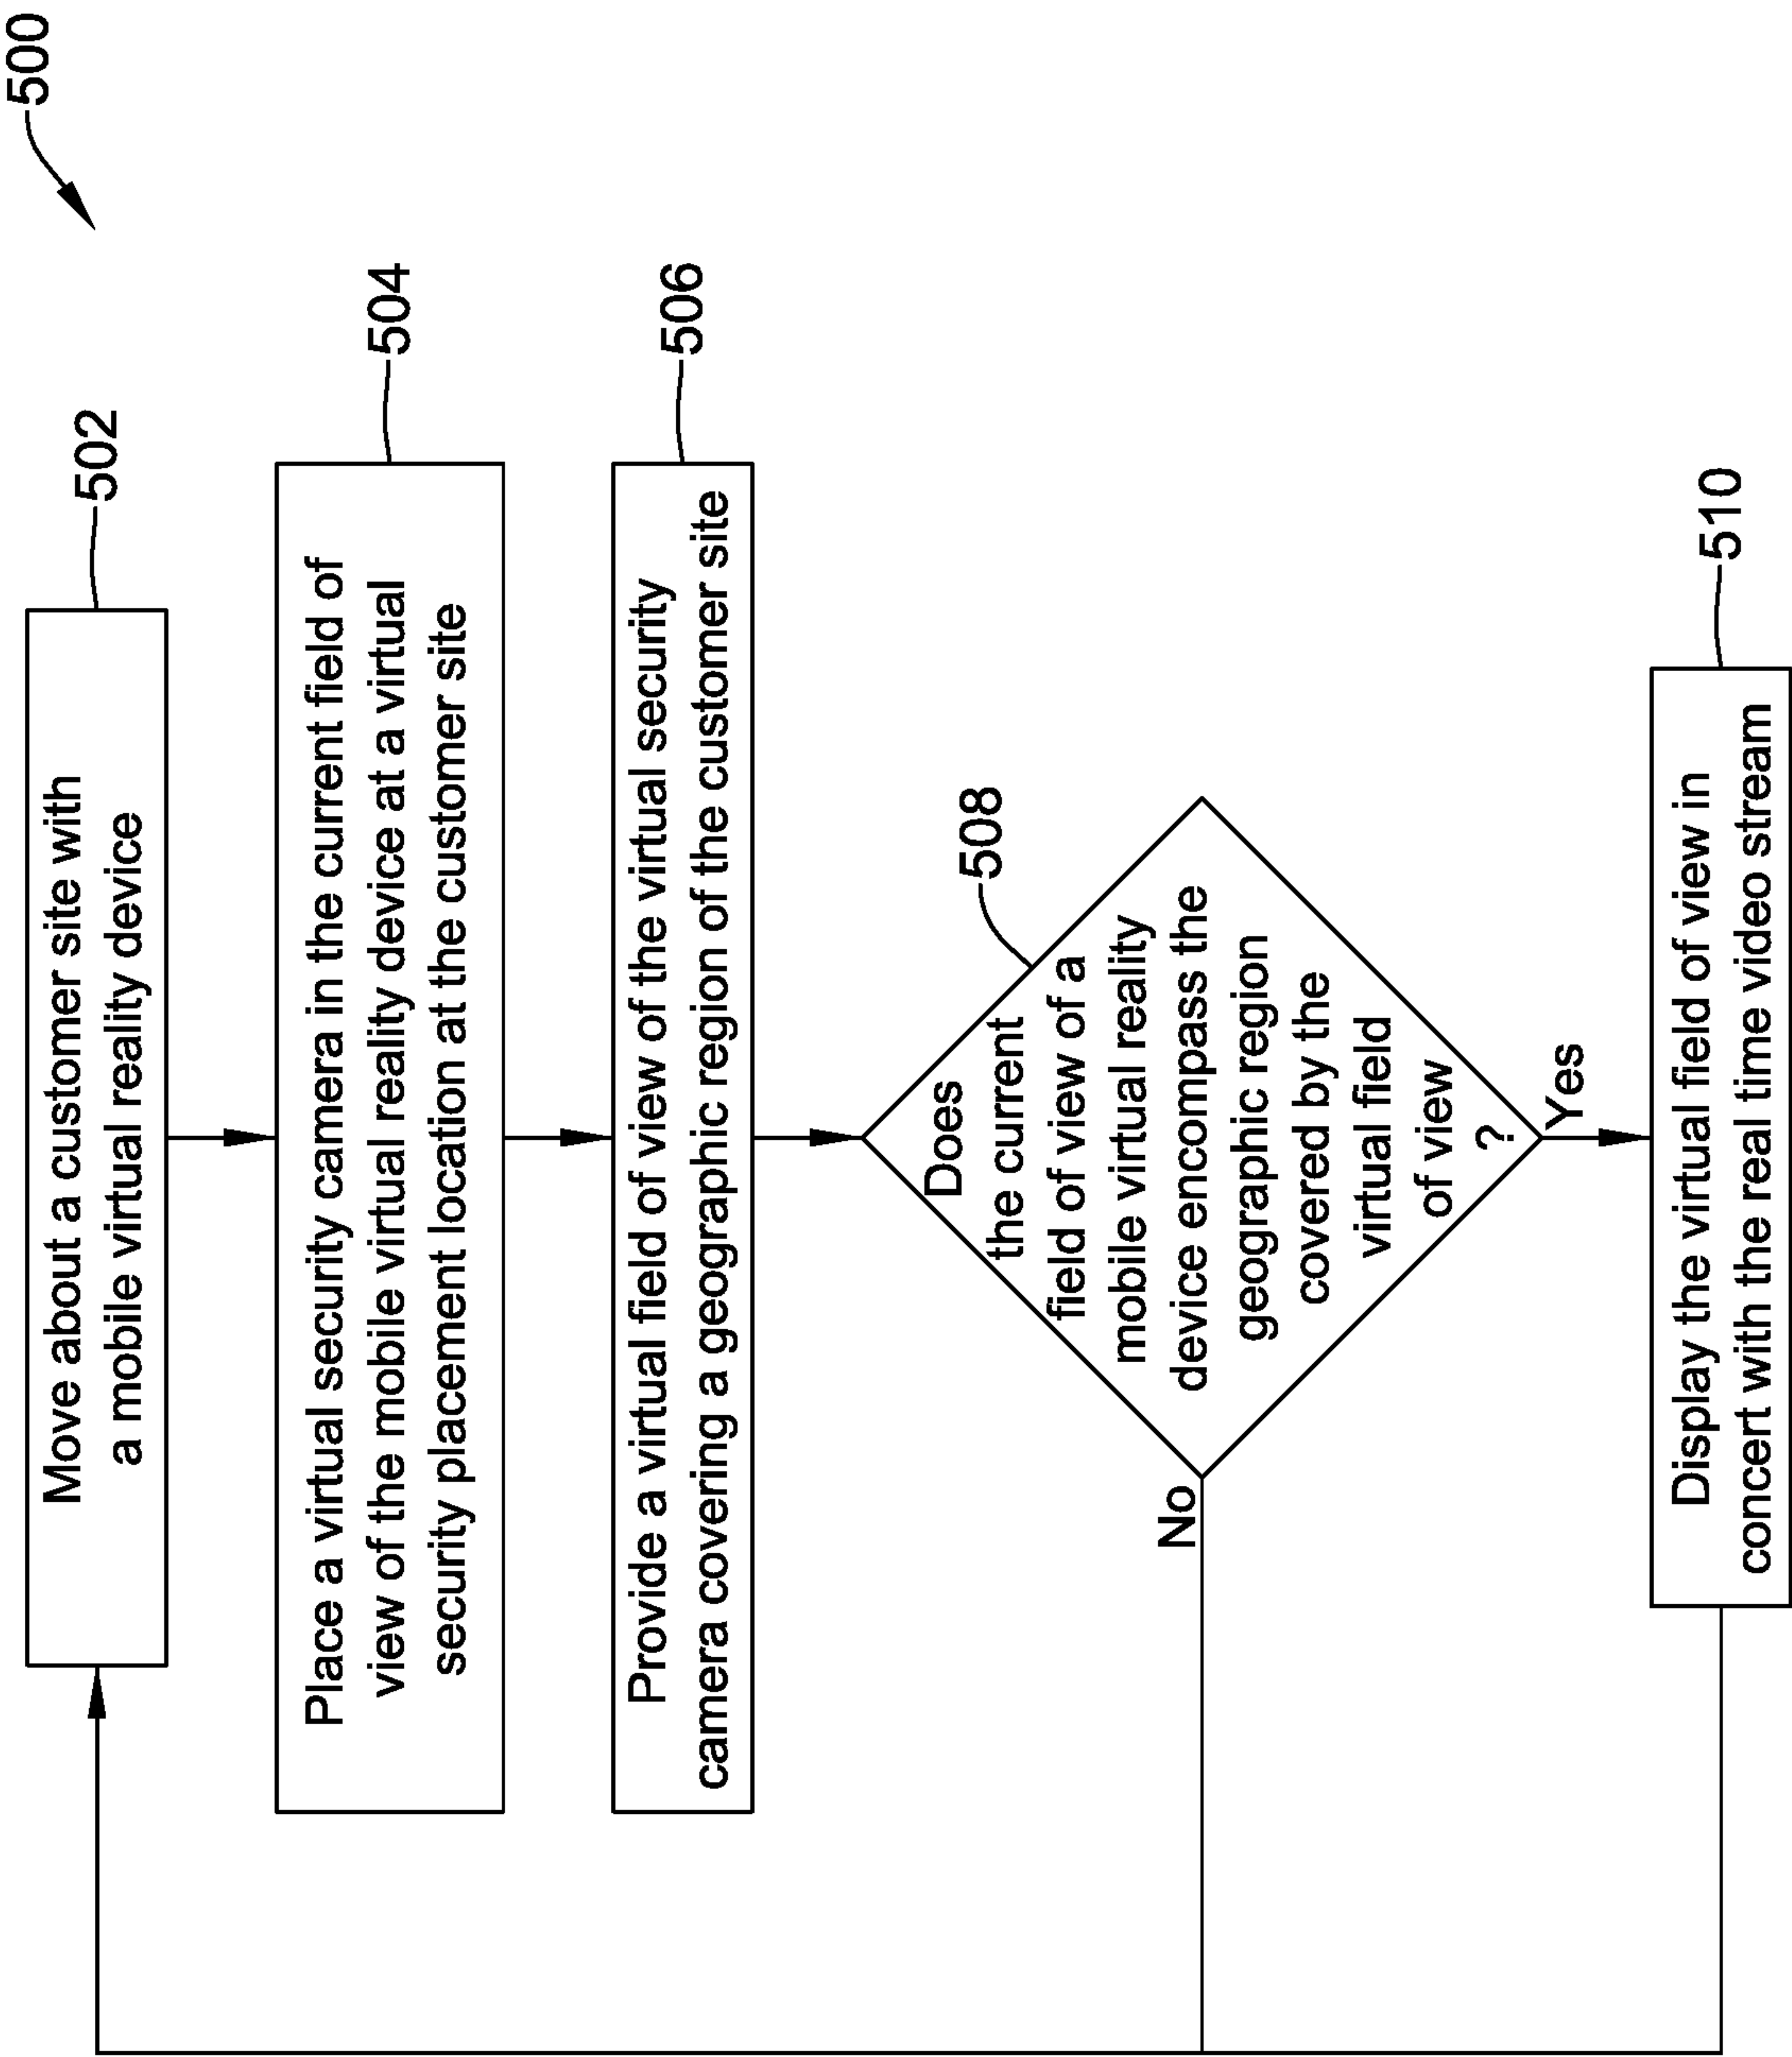 500
Move about a customer site with
a mobile virtual reality device
502
Place a virtual security camera in the current field of
view of the mobile virtual reality device at a virtual
security placement location at the customer site
504
Provide a virtual field of view of the virtual security
camera covering a geographic region of the customer site
506
Does
the current
field of view of a
mobile virtual reality
device encompass the
geographic region
covered by the
virtual field
of view
?
508
No
Yes
Display the virtual field of view in
concert with the real time video stream
510